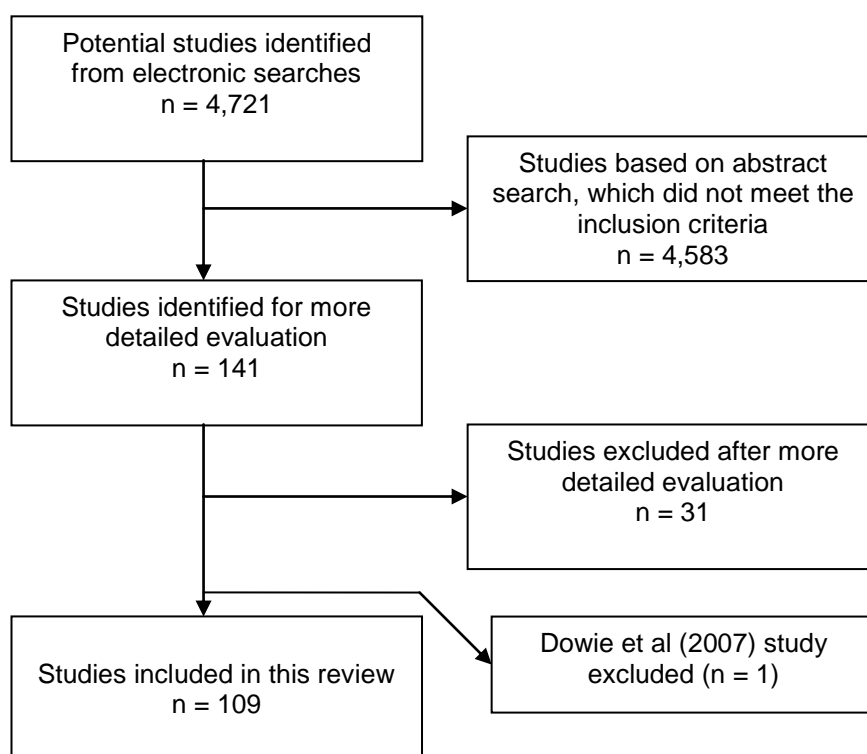 Potential studies identified
from electronic searches
n = 4,721
Studies based on abstract
search, which did not meet the
inclusion criteria
n = 4,583
Studies identified for more
detailed evaluation
n = 141
Studies excluded after more
detailed evaluation
n = 31
Dowie et al (2007) study
excluded (n = 1)
Studies included in this review
n = 109